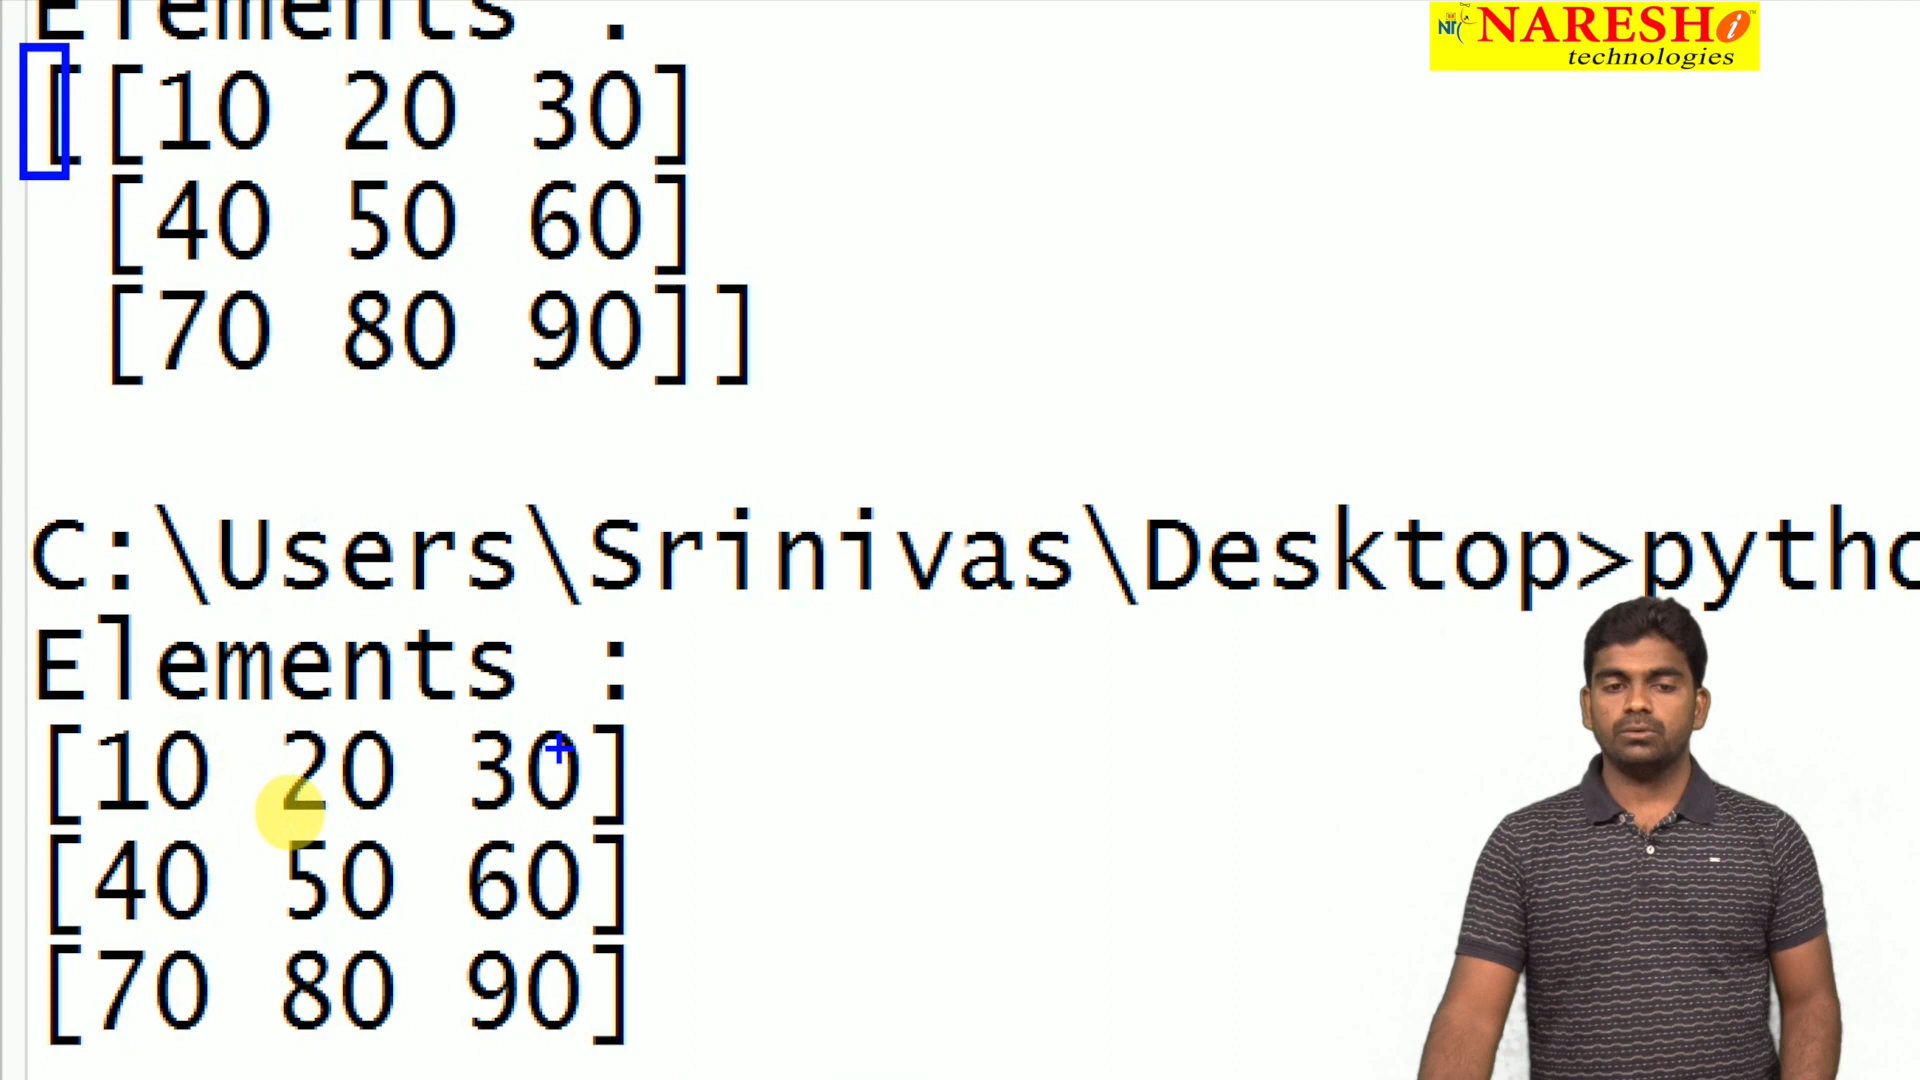 Elements :
NARESH i
technologies
[[10 20 30]
[40 50 60]
[70 80 90]]
C:\Users\Srinivas\Desktop>pytho
Elements :
[10 20 30]
[40 50 60]
[70 80 90]